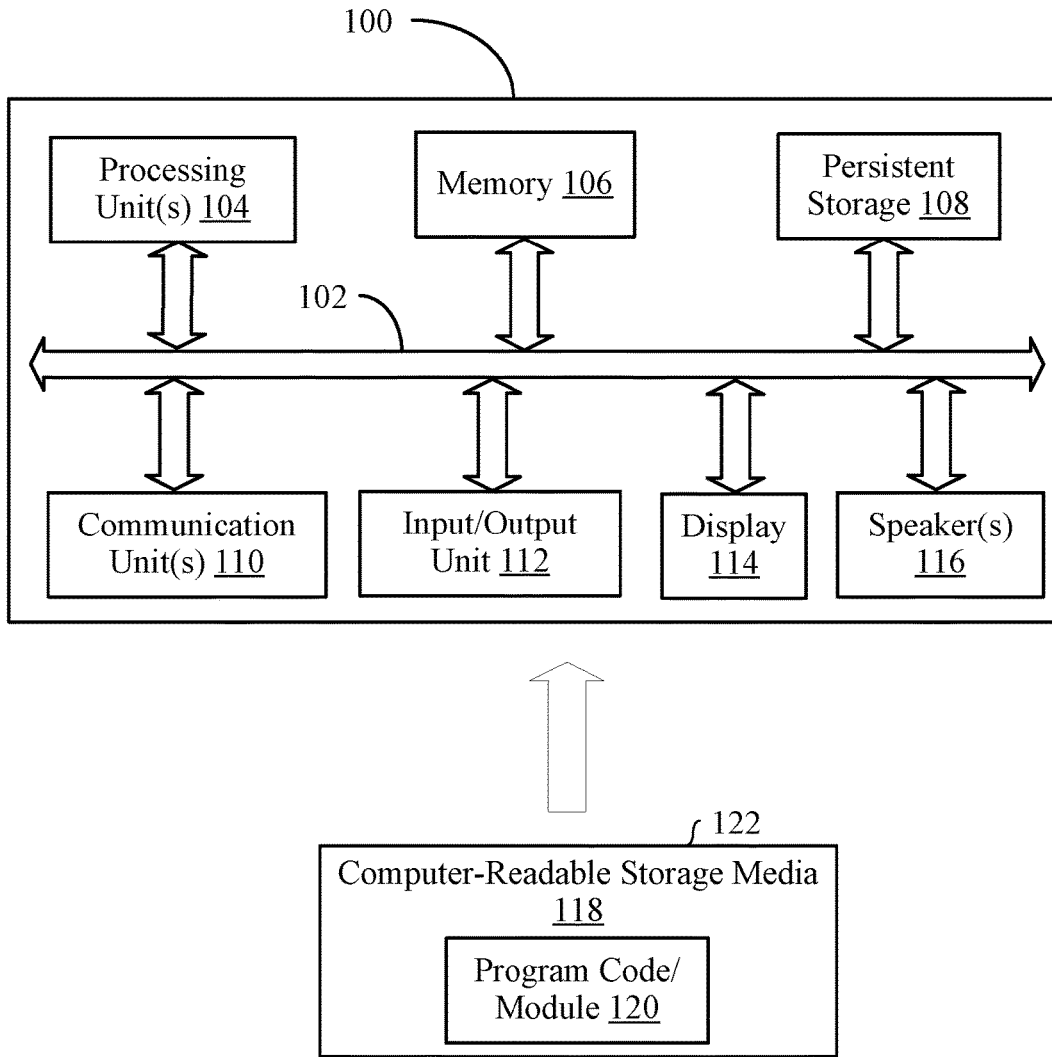 100
Processing
Unit(s) 104
Memory 106
Persistent
Storage 108
102
Communication
Unit(s) 110
Input/Output
Unit 112
Display
114
Speaker(s)
116
122
Computer-Readable Storage Media
118
Program Code/
Module 120